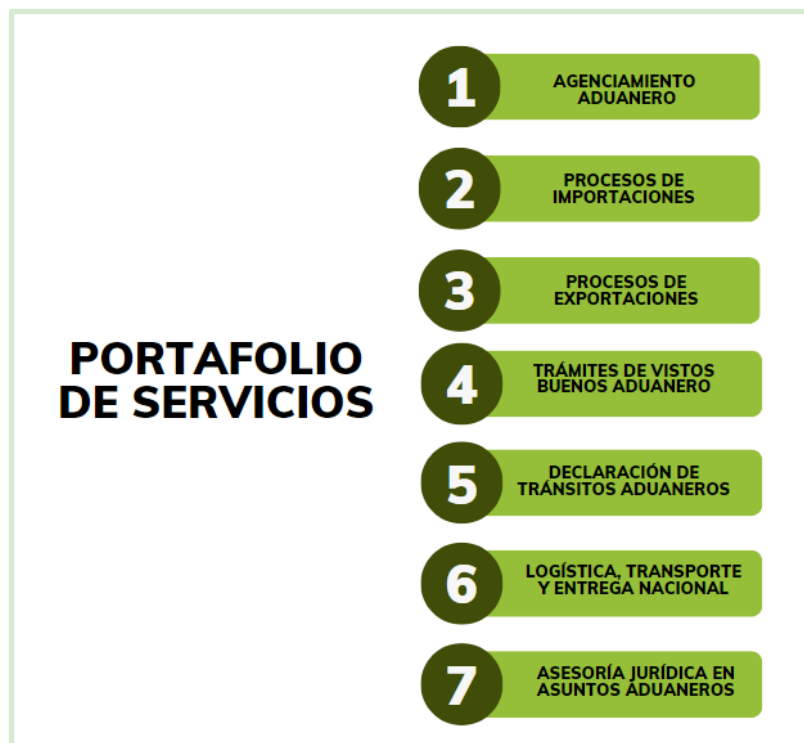 PORTAFOLIO
DE SERVICIOS
1
AGENCIAMIENTO
ADUANERO
2
PROCESOS DE
IMPORTACIONES
3
PROCESOS DE
EXPORTACIONES
4
TRÁMITES DE VISTOS
BUENOS ADUANERO
5
DECLARACIÓN DE
TRÁNSITOS ADUANEROS
6
LOGÍSTICA, TRANSPORTE
Y ENTREGA NACIONAL
7
ASESORÍA JURÍDICA EN
ASUNTOS ADUANEROS